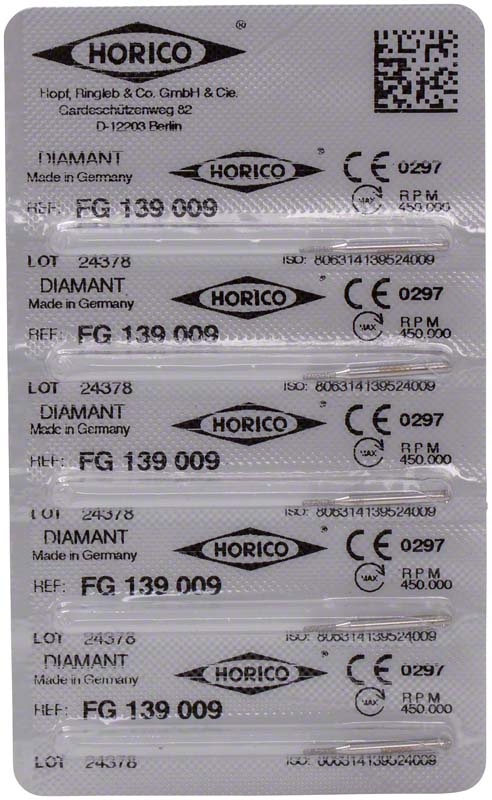 HORICO ®
Hopf, Ringleb & Co. GmbH & Cie.
Gardeschützenweg 82
D-12203 Berlin
DIAMANT
Made in Germany
HORICO ®
CE 0297
REF: FG 139 009
MAX
RPM
450.000
LOT 24378
ISO: 806314139524009
DIAMANT
Made in Germany
HORICO ®
CE 0297
REF: FG 139 009
MAX
RPM
450.000
LOT 24378
ISO: 806314139524009
DIAMANT
Made in Germany
HORICO ®
CE 0297
REF: FG 139 009
MAX
RPM
450.000
LOT 24378
ISO: 806314139524009
DIAMANT
Made in Germany
HORICO ®
CE 0297
REF: FG 139 009
MAX
RPM
450.000
LOT 24378
ISO: 806314139524009
DIAMANT
Made in Germany
HORICO ®
CE 0297
REF: FG 139 009
MAX
RPM
450.000
LOT 24378
ISO: 806314139524009